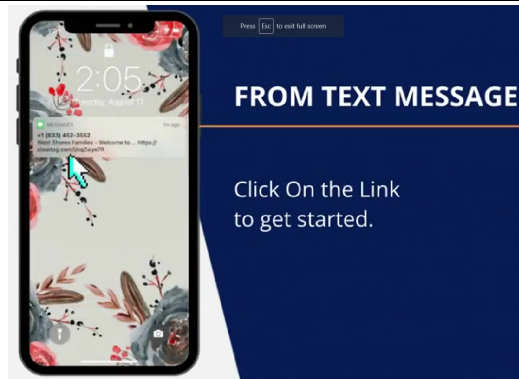 Press Esc to exit full screen
2:05
Tuesday, August 17
MESSAGES
1m ago
+1 (833) 452-3552
West Shores Families - Welcome to ... Https://
FROM TEXT MESSAGE
Click On the Link
to get started.